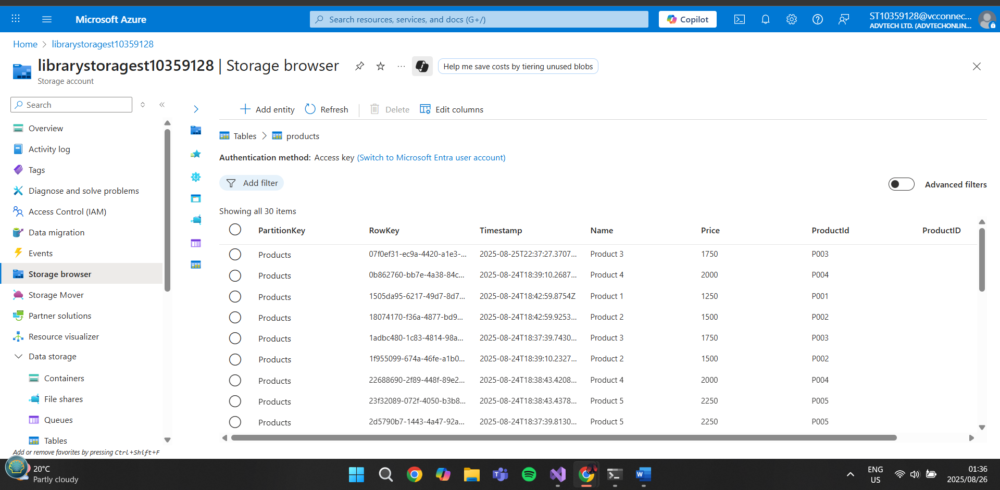 Microsoft Azure
Search resources, services, and docs (G+/)
Copilot
ST10359128@vcconnec...
ADVTECH LTD. (ADVTECHONLIN...
Home > librarystoragest10359128
librarystoragest10359128 | Storage browser
...
Help me save costs by tiering unused blobs
Storage account
Search
Overview
Activity log
Tags
Diagnose and solve problems
Access Control (IAM)
Data migration
Events
Storage browser
Storage Mover
Partner solutions
Resource visualizer
Data storage
Containers
File shares
Queues
Tables
Add or remove favorites by pressing Ctrl+Shift+F
Add entity Refresh Delete Edit columns
Tables > products
Authentication method: Access key (Switch to Microsoft Entra user account)
Add filter
Advanced filters
Showing all 30 items
PartitionKey RowKey Timestamp Name Price ProductId ProductID
Products 07f0ef31-ec9a-4420-a1e3-... 2025-08-25T22:37:27.3707... Product 3 1750 P003
Products 0b862760-bb7e-4a38-84c... 2025-08-24T18:39:10.2687... Product 4 2000 P004
Products 1505da95-6217-49d7-8d7... 2025-08-24T18:42:59.8754Z Product 1 1250 P001
Products 18074170-f36a-4877-bd9... 2025-08-24T18:42:59.9253... Product 2 1500 P002
Products 1adbc480-1c83-4814-98a... 2025-08-24T18:37:39.7430... Product 3 1750 P003
Products 1f955099-674a-46fe-a1b0... 2025-08-24T18:39:10.2327... Product 2 1500 P002
Products 22688690-2f89-448f-89e2... 2025-08-24T18:38:43.4208... Product 4 2000 P004
Products 23f32089-072f-4050-b3b8... 2025-08-24T18:38:43.4378... Product 5 2250 P005
Products 2d5790b7-1443-4a47-92a... 2025-08-24T18:37:39.8130... Product 5 2250 P005
20°C
Partly cloudy
ENG
US
01:36
2025/08/26